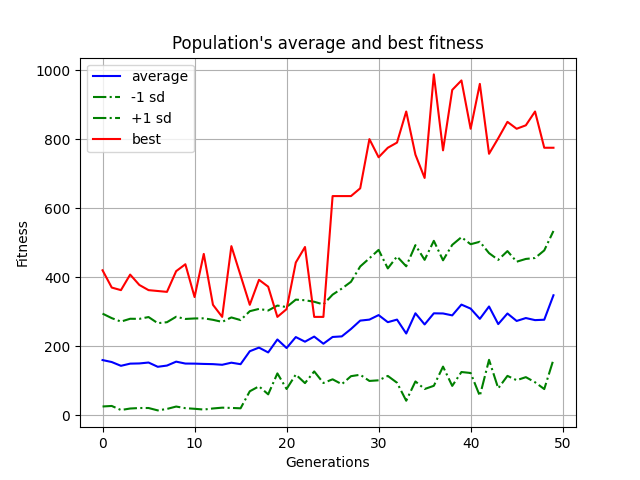 Population's average and best fitness
average
-1 sd
+1 sd
best
Fitness
1000
800
600
400
200
0
0 10 20 30 40 50
Generations